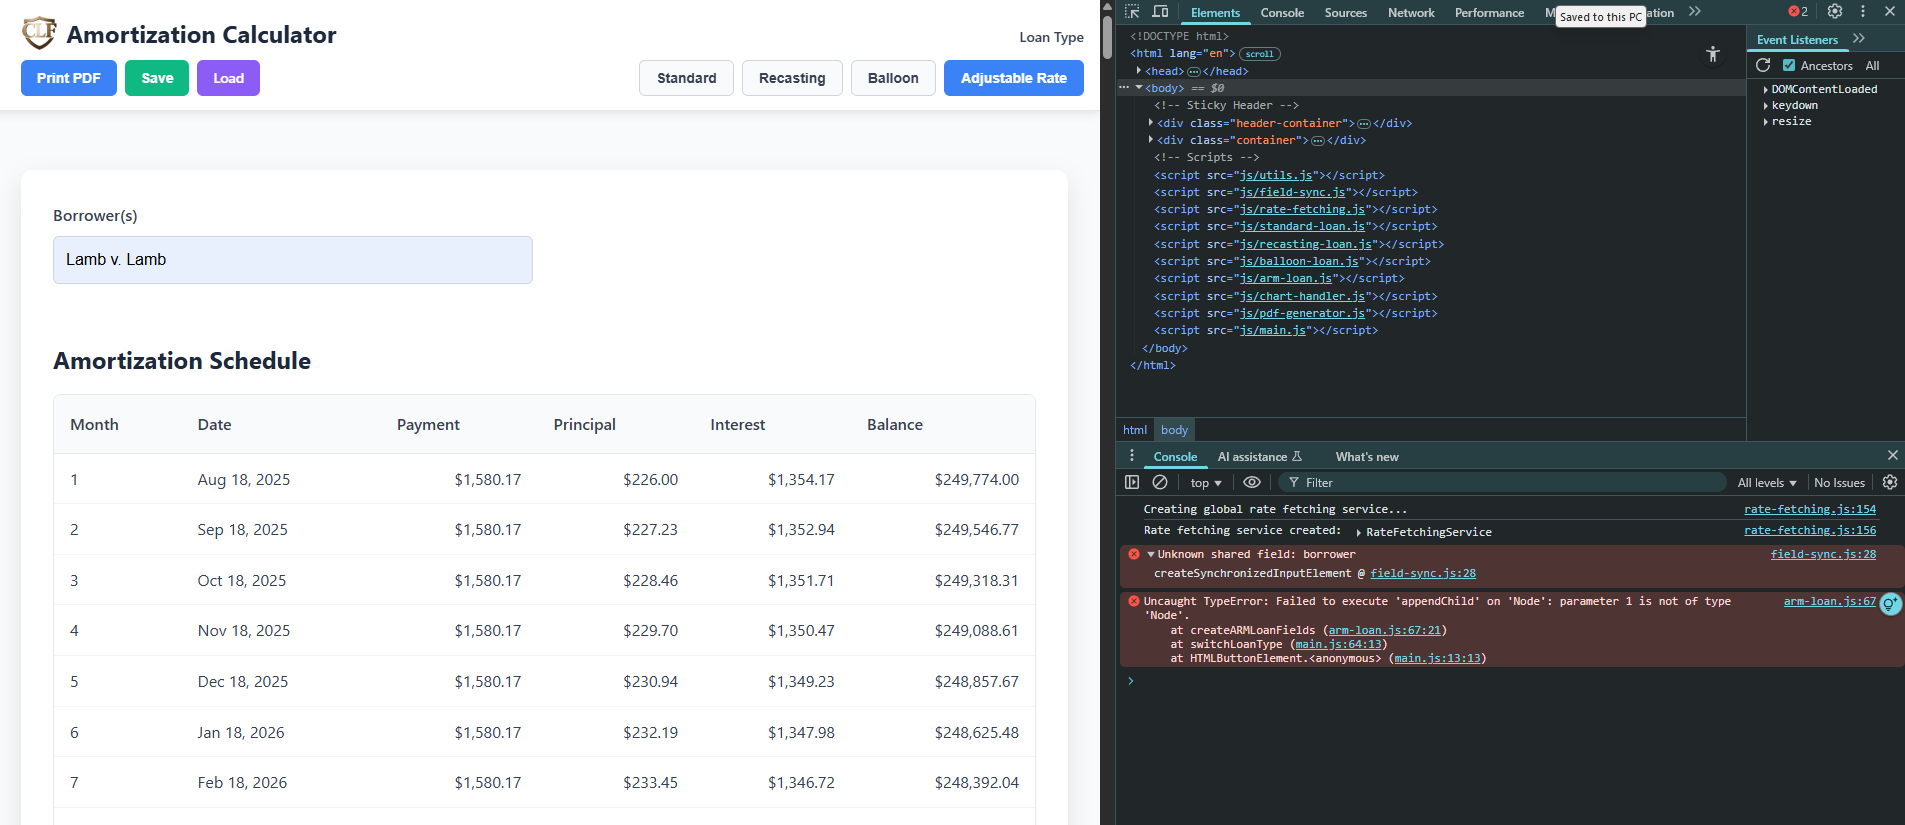 CLF Amortization Calculator
Loan Type
Print PDF Save Load
Standard Recasting Balloon Adjustable Rate
Borrower(s)
Lamb v. Lamb
Amortization Schedule
Month Date Payment Principal Interest Balance
1 Aug 18, 2025 $1,580.17 $226.00 $1,354.17 $249,774.00
2 Sep 18, 2025 $1,580.17 $227.23 $1,352.94 $249,546.77
3 Oct 18, 2025 $1,580.17 $228.46 $1,351.71 $249,318.31
4 Nov 18, 2025 $1,580.17 $229.70 $1,350.47 $249,088.61
5 Dec 18, 2025 $1,580.17 $230.94 $1,349.23 $248,857.67
6 Jan 18, 2026 $1,580.17 $232.19 $1,347.98 $248,625.48
7 Feb 18, 2026 $1,580.17 $233.45 $1,346.72 $248,392.04
Elements Console Sources Network Performance M Saved to this PC ation 2
<!DOCTYPE html>
<html lang="en"> scroll
<head> … </head>
<body> == $0
<!-- Sticky Header -->
<div class="header-container"> … </div>
<div class="container"> … </div>
<!-- Scripts -->
<script src="js/utils.js"></script>
<script src="js/field-sync.js"></script>
<script src="js/rate-fetching.js"></script>
<script src="js/standard-loan.js"></script>
<script src="js/recasting-loan.js"></script>
<script src="js/balloon-loan.js"></script>
<script src="js/arm-loan.js"></script>
<script src="js/chart-handler.js"></script>
<script src="js/pdf-generator.js"></script>
<script src="js/main.js"></script>
</body>
</html>
html body
Event Listeners
Ancestors All
DOMContentLoaded
keydown
resize
Console AI assistance What's new
top Filter All levels No Issues
Creating global rate fetching service... rate-fetching.js:154
Rate fetching service created: RateFetchingService rate-fetching.js:156
Unknown shared field: borrower field-sync.js:28
createSynchronizedInputElement @ field-sync.js:28
Uncaught TypeError: Failed to execute 'appendChild' on 'Node': parameter 1 is not of type arm-loan.js:67
'Node'.
at createARMLoanFields (arm-loan.js:67:21)
at switchLoanType (main.js:64:13)
at HTMLButtonElement.<anonymous> (main.js:13:13)